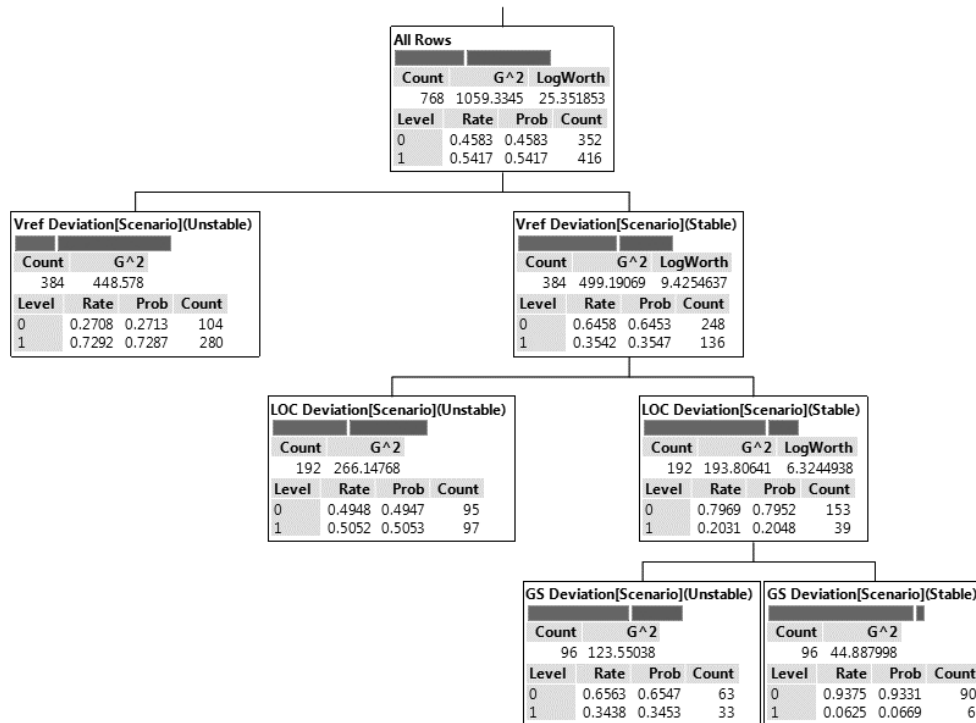 All Rows
Count G^2 LogWorth
768 1059.3345 25.351853
Level Rate Prob Count
0 0.4583 0.4583 352
1 0.5417 0.5417 416
Vref Deviation[Scenario](Unstable)
Count G^2
384 448.578
Level Rate Prob Count
0 0.2708 0.2713 104
1 0.7292 0.7287 280
Vref Deviation[Scenario](Stable)
Count G^2 LogWorth
384 499.19069 9.4254637
Level Rate Prob Count
0 0.6458 0.6453 248
1 0.3542 0.3547 136
LOC Deviation[Scenario](Unstable)
Count G^2
192 266.14768
Level Rate Prob Count
0 0.4948 0.4947 95
1 0.5052 0.5053 97
LOC Deviation[Scenario](Stable)
Count G^2 LogWorth
192 193.80641 6.3244938
Level Rate Prob Count
0 0.7969 0.7952 153
1 0.2031 0.2048 39
GS Deviation[Scenario](Unstable)
Count G^2
96 123.55038
Level Rate Prob Count
0 0.6563 0.6547 63
1 0.3438 0.3453 33
GS Deviation[Scenario](Stable)
Count G^2
96 44.887998
Level Rate Prob Count
0 0.9375 0.9331 90
1 0.0625 0.0669 6